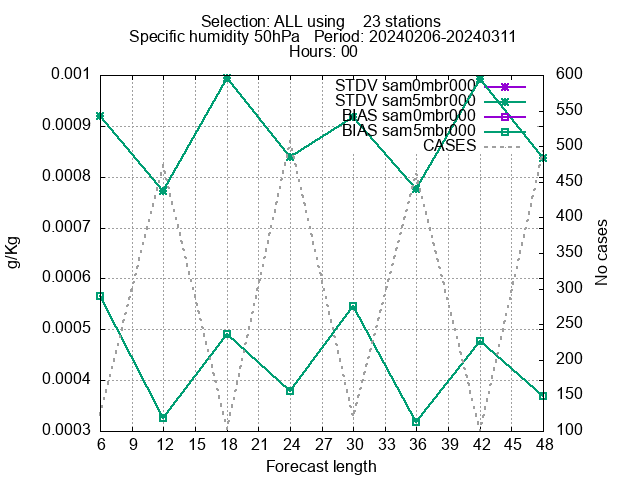 Selection: ALL using    23 stations
Specific humidity 50hPa   Period: 20240206-20240311
Hours: 00
STDV sam0mbr000
STDV sam5mbr000
BIAS sam0mbr000
BIAS sam5mbr000
CASES
0.001
0.0009
0.0008
0.0007
0.0006
0.0005
0.0004
0.0003
g/Kg
600
550
500
450
400
350
300
250
200
150
100
No cases
6 9 12 15 18 21 24 27 30 33 36 39 42 45 48
Forecast length